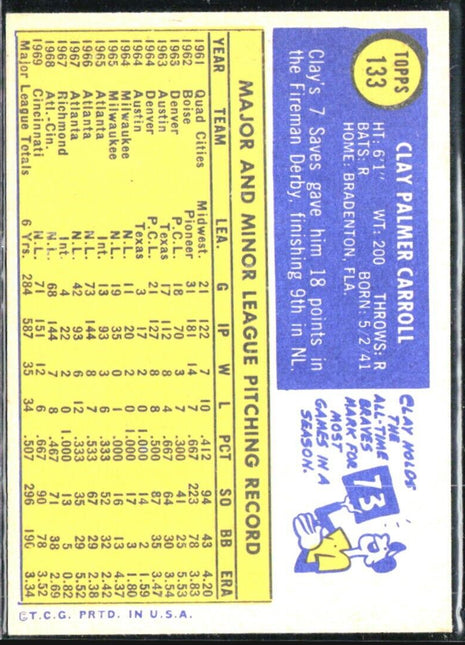 TOPPS
133
CLAY PALMER CARROLL
HT: 6'1" WT: 200 THROWS: R
BATS: R BORN: 5/2/41
HOME: BRADENTON, FLA.
Clay's 7 Saves gave him 18 points in
the Fireman Derby, finishing 9th in NL.
CLAY HOLDS
THE
ALL-TIME
BRAVES
MARK FOR
MOST
GAMES IN A
SEASON.
73
MAJOR AND MINOR LEAGUE PITCHING RECORD
YEAR TEAM LEA. G IP W L PCT SO BB ERA
1961 Quad Cities Midwest 21 122 7 10 .412 94 43 4.20
1962 Boise Pioneer 31 181 14 7 .667 223 78 3.83
1963 Denver P.C.L. 18 70 3 7 .300 41 25 5.53
1963 Austin Texas 17 112 8 4 .667 64 30 2.54
1964 Denver P.C.L. 21 117 8 8 .500 87 35 3.47
1964 Austin Texas 3 17 2 0 1.000 14 2 1.59
1964 Milwaukee N.L. 11 20 2 0 1.000 17 3 1.80
1965 Milwaukee N.L. 19 35 0 1 .000 16 13 4.37
1965 Atlanta Int. 13 93 3 6 .333 52 32 2.42
1966 Atlanta N.L. 73 144 8 7 .533 67 29 2.38
1967 Atlanta N.L. 42 93 6 12 .333 35 29 5.52
1967 Richmond Int. 4 22 2 0 1.000 13 5 0.82
1968 Atl.-Cin. N.L. 68 144 7 8 .467 71 38 2.69
1969 Cincinnati N.L. 71 151 12 6 .667 90 78 3.52
Major League Totals 6 Yrs. 284 587 35 34 .507 296 190 3.34
©T.C.G. PRTD. IN U.S.A.